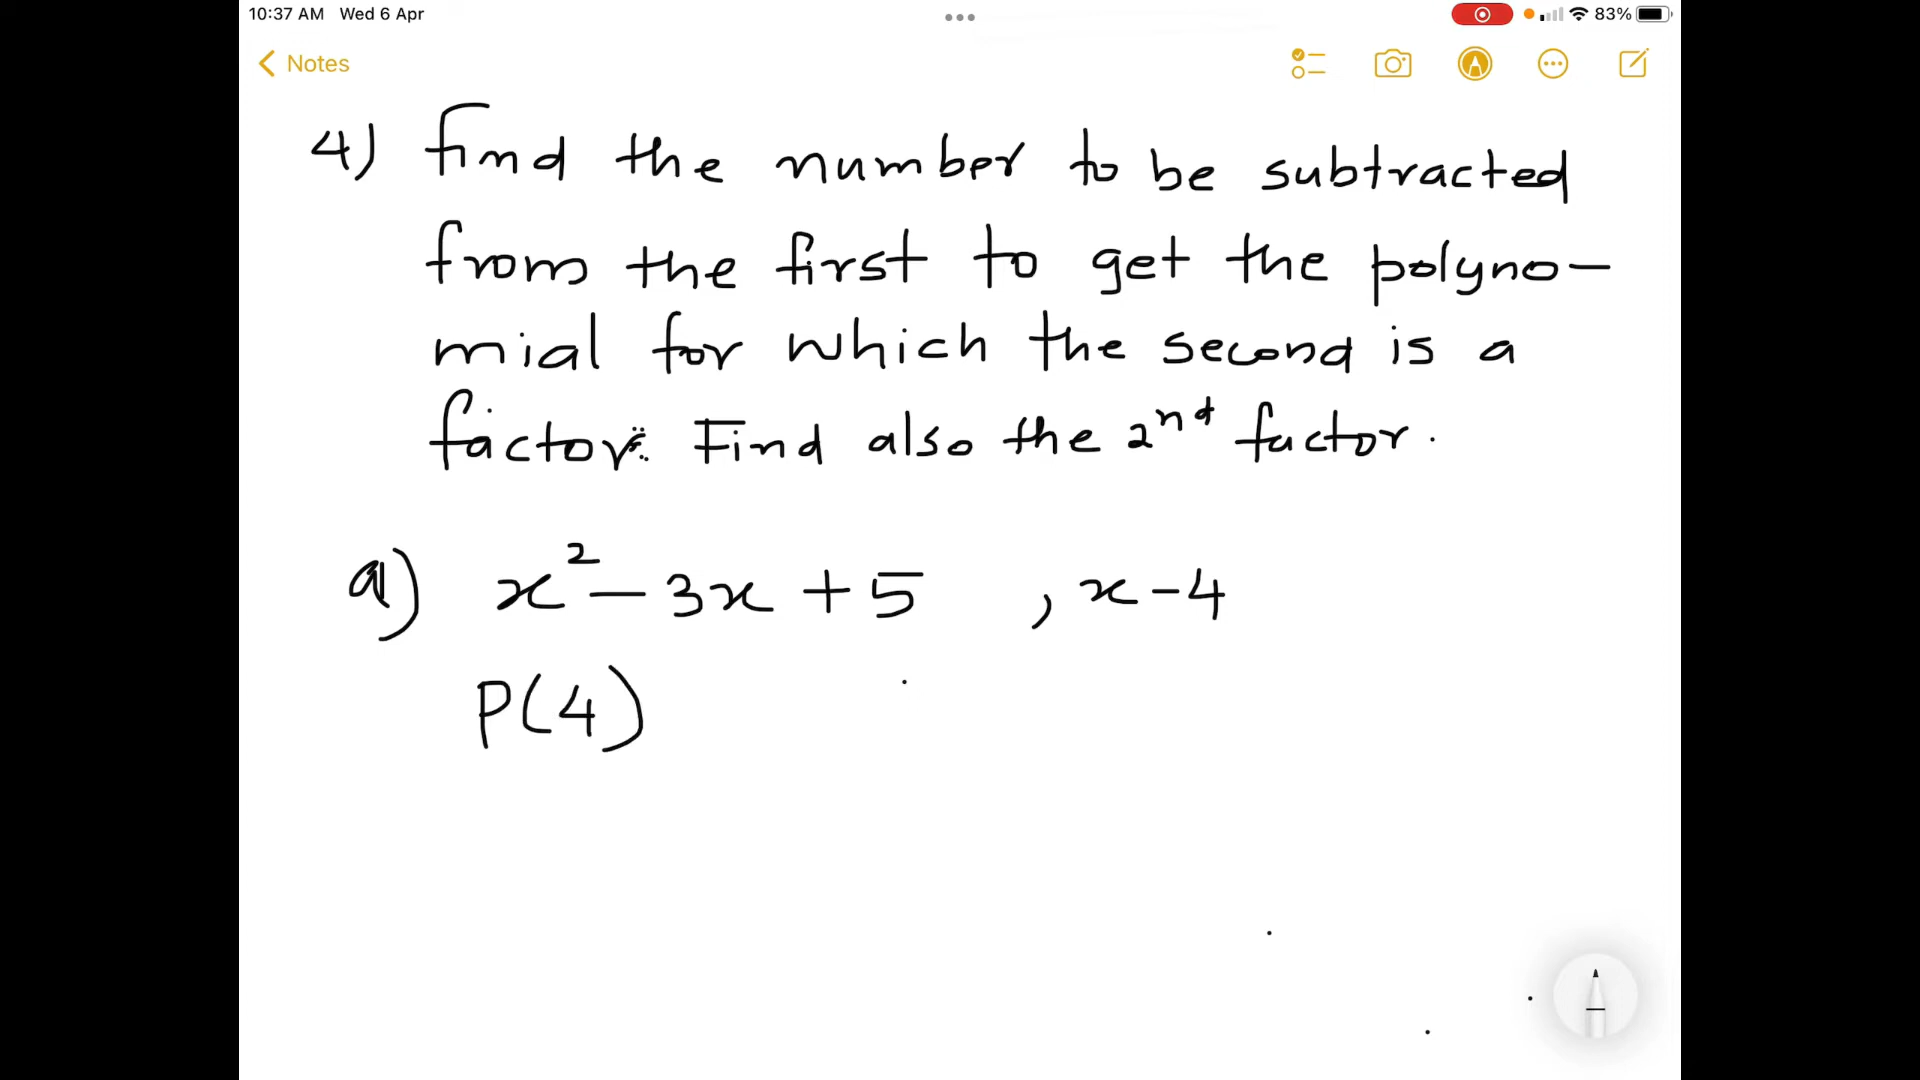 10:37 AM Wed 6 Apr
83%
Notes
4) find the number to be subtracted
from the first to get the polyno-
mial for which the second is a
factor. Find also the 2nd factor.
a) x² - 3x + 5 , x - 4
P(4)